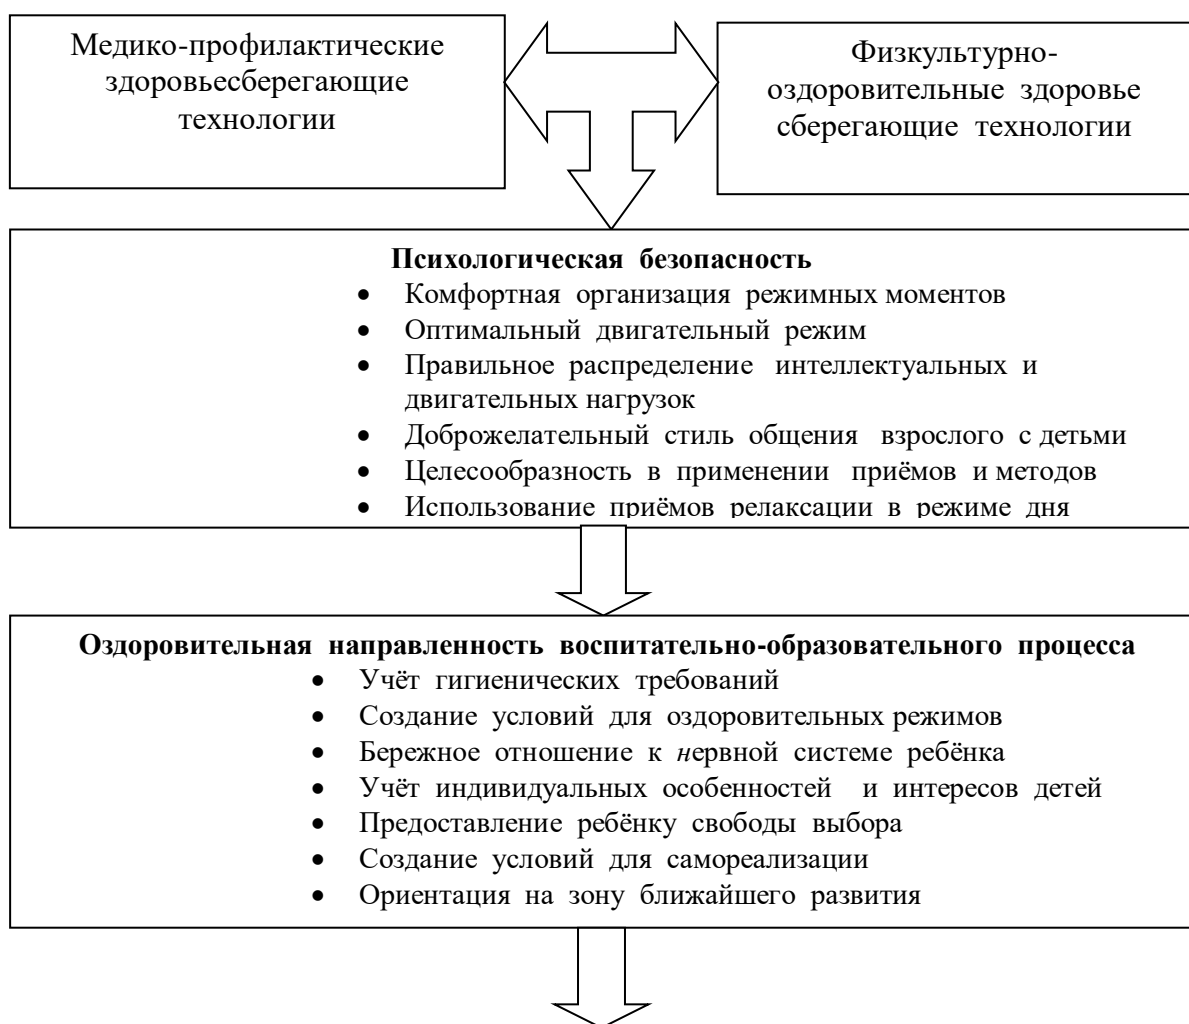 Медико-профилактические
здоровьесберегающие
технологии
Физкультурно-
оздоровительные здоровье
сберегающие технологии
Психологическая безопасность
• Комфортная организация режимных моментов
• Оптимальный двигательный режим
• Правильное распределение интеллектуальных и
двигательных нагрузок
• Доброжелательный стиль общения взрослого с детьми
• Целесообразность в применении приёмов и методов
• Использование приёмов релаксации в режиме дня
Оздоровительная направленность воспитательно-образовательного процесса
• Учёт гигиенических требований
• Создание условий для оздоровительных режимов
• Бережное отношение к нервной системе ребёнка
• Учёт индивидуальных особенностей и интересов детей
• Предоставление ребёнку свободы выбора
• Создание условий для самореализации
• Ориентация на зону ближайшего развития